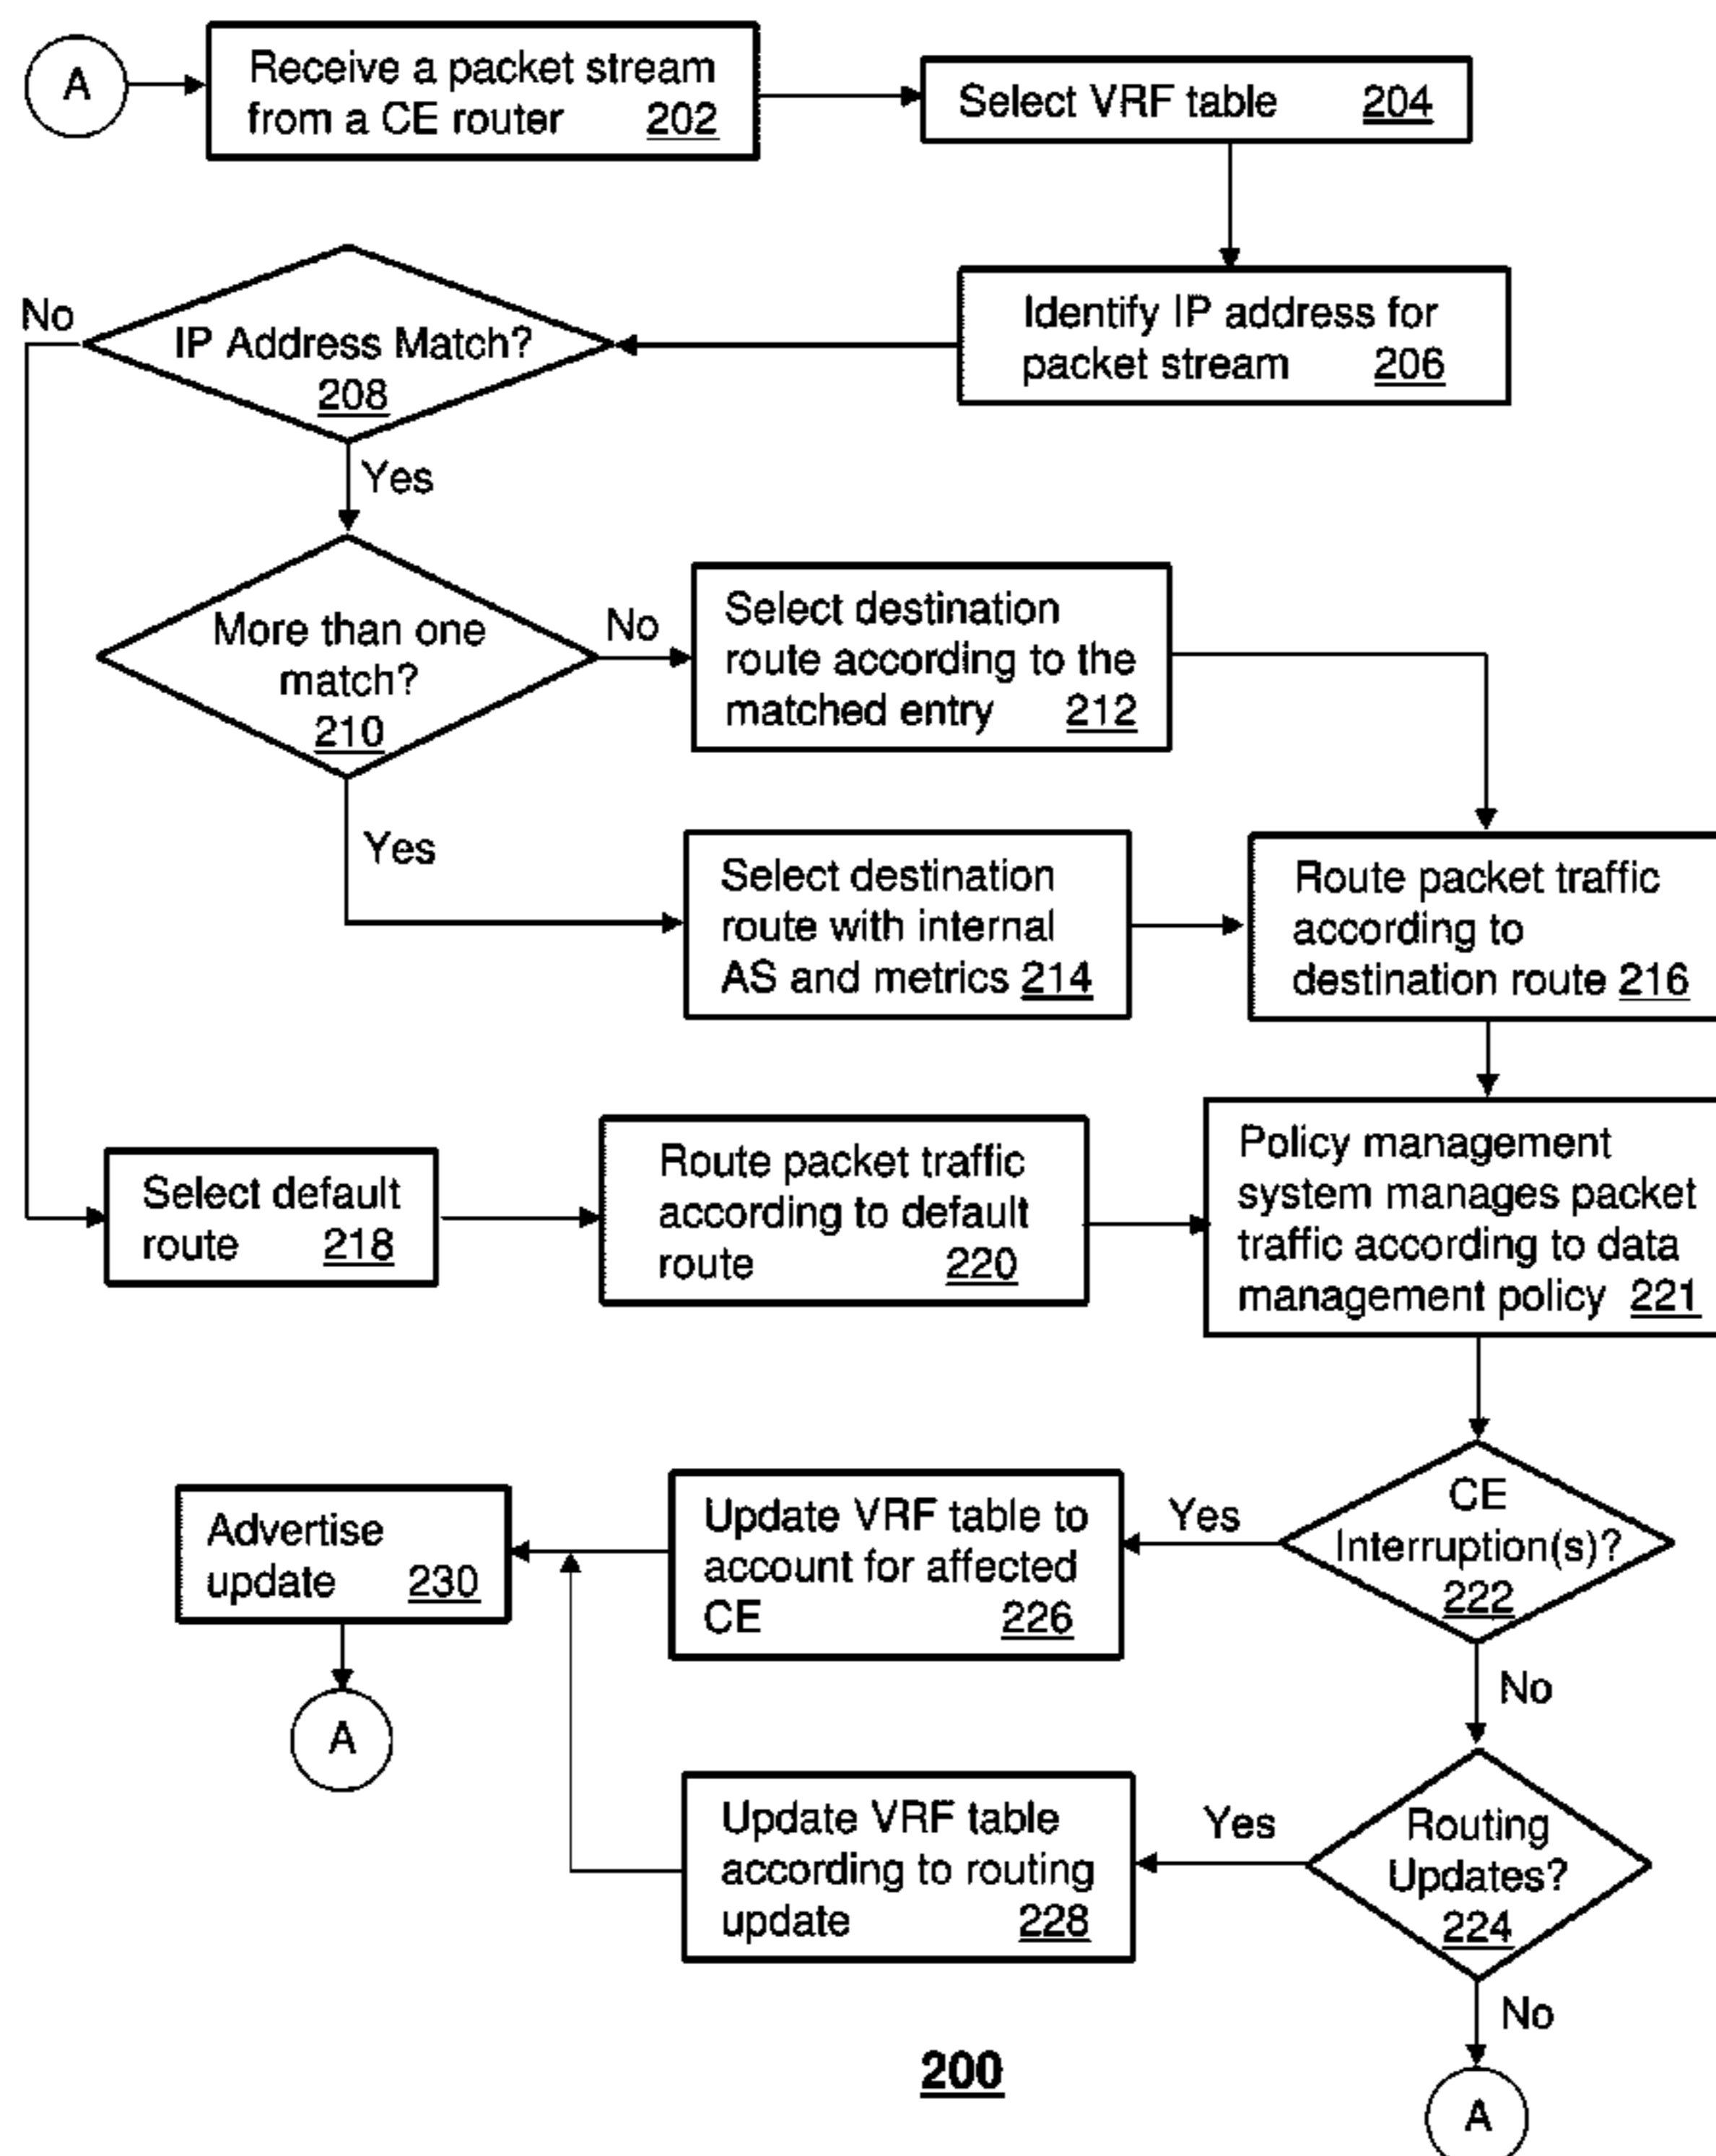 A
Receive a packet stream
from a CE router 202
Select VRF table 204
Identify IP address for
packet stream 206
No
IP Address Match?
208
Yes
More than one
match?
210
No
Select destination
route according to the
matched entry 212
Yes
Select destination
route with internal
AS and metrics 214
Route packet traffic
according to
destination route 216
Select default
route 218
Route packet traffic
according to default
route 220
Policy management
system manages packet
traffic according to data
management policy 221
CE
Interruption(s)?
222
Yes
Update VRF table to
account for affected
CE 226
Advertise
update 230
A
No
Routing
Updates?
224
Yes
Update VRF table
according to routing
update 228
No
A
200